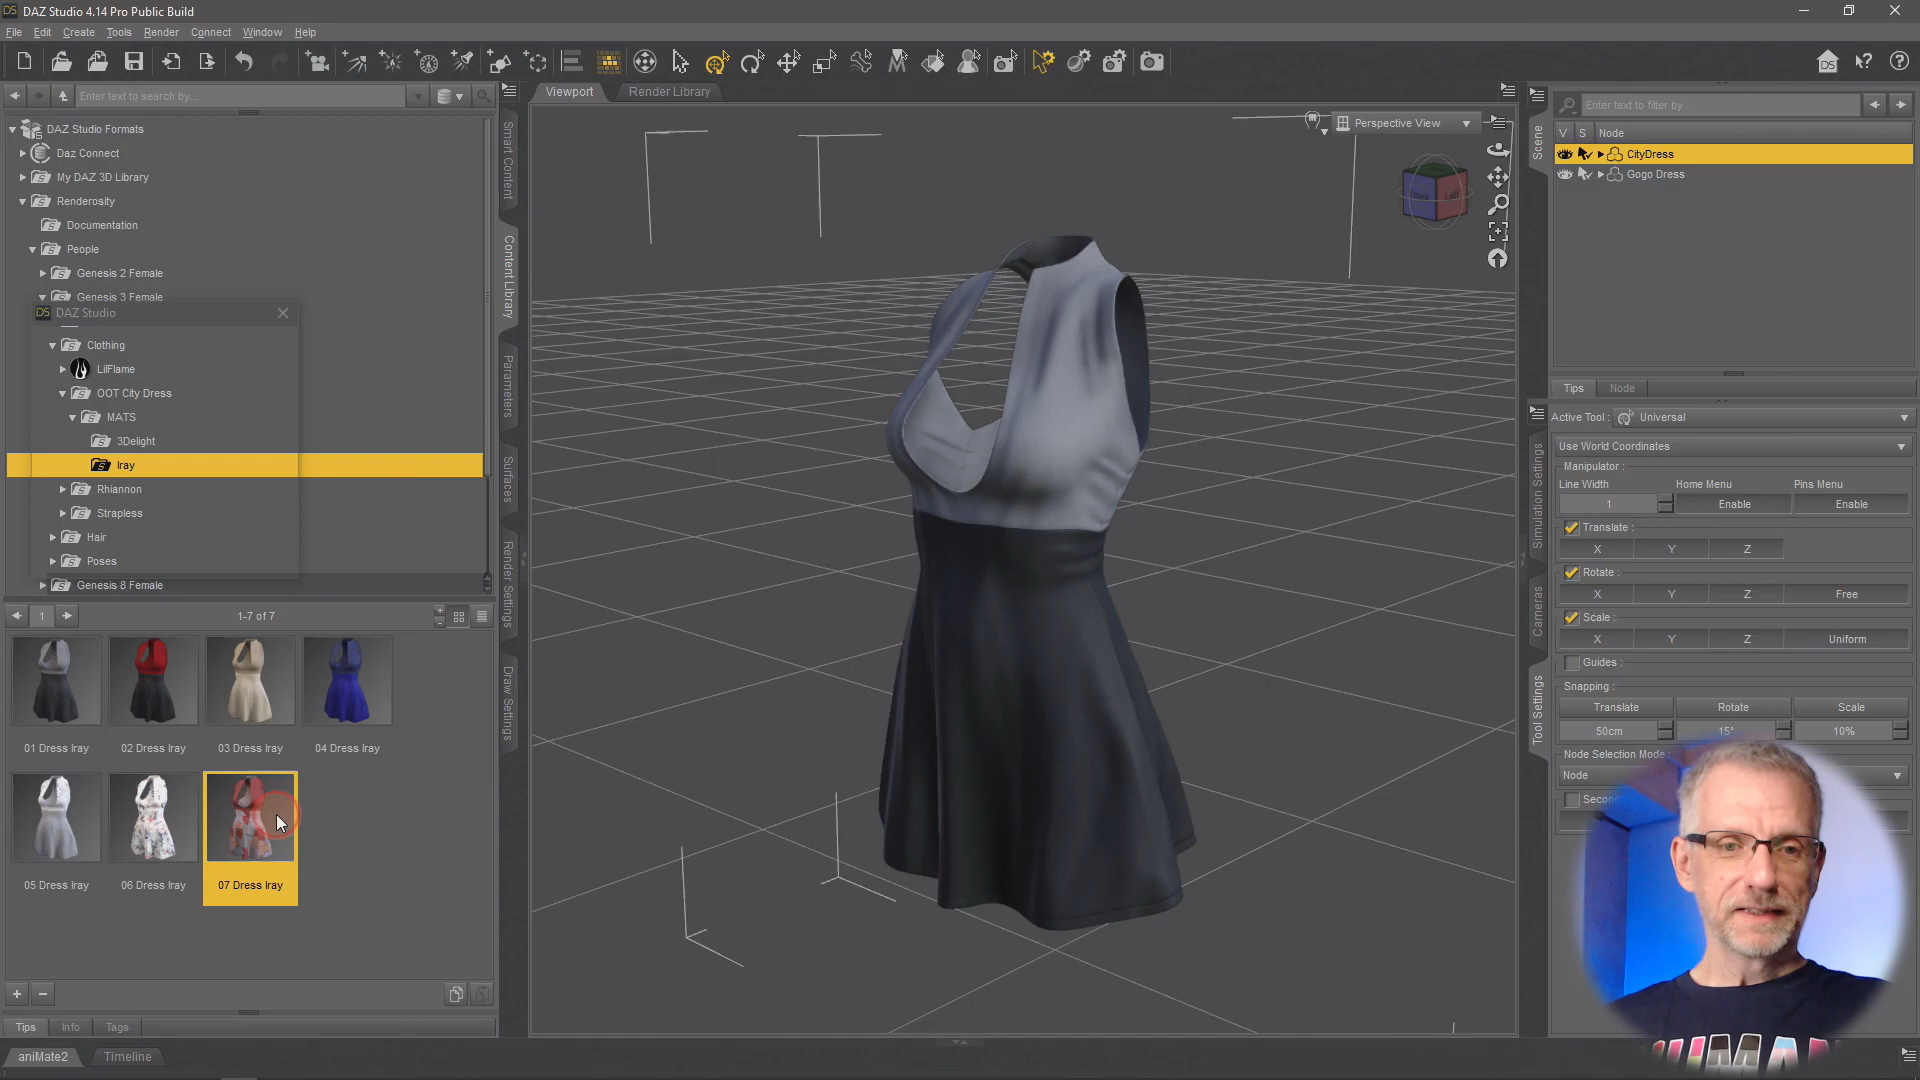 DS DAZ Studio 4.14 Pro Public Build
File Edit Create Tools Render Connect Window Help
Enter text to search by...
Viewport Render Library
Enter text to filter by...
DAZ Studio Formats
Daz Connect
My DAZ 3D Library
Renderosity
Documentation
People
Genesis 2 Female
Genesis 3 Female
DS DAZ Studio
Clothing
LilFlame
OOT City Dress
MATS
3Delight
Iray
Rhiannon
Strapless
Hair
Poses
Genesis 8 Female
1 1-7 of 7
01 Dress Iray 02 Dress Iray 03 Dress Iray 04 Dress Iray
05 Dress Iray 06 Dress Iray 07 Dress Iray
Tips Info Tags
aniMate2 Timeline
Smart Content
Content Library
Parameters
Surfaces
Render Settings
Draw Settings
Perspective View
Left
Scene
V S Node
CityDress
Gogo Dress
Tips Node
Active Tool : Universal
Use World Coordinates
Manipulator :
Line Width Home Menu Pins Menu
1 Enable Enable
Translate :
X Y Z
Rotate :
X Y Z Free
Scale :
X Y Z Uniform
Guides :
Snapping :
Translate Rotate Scale
50cm 15° 10%
Node Selection Mode
Node
Simulation Settings
Cameras
Tool Settings